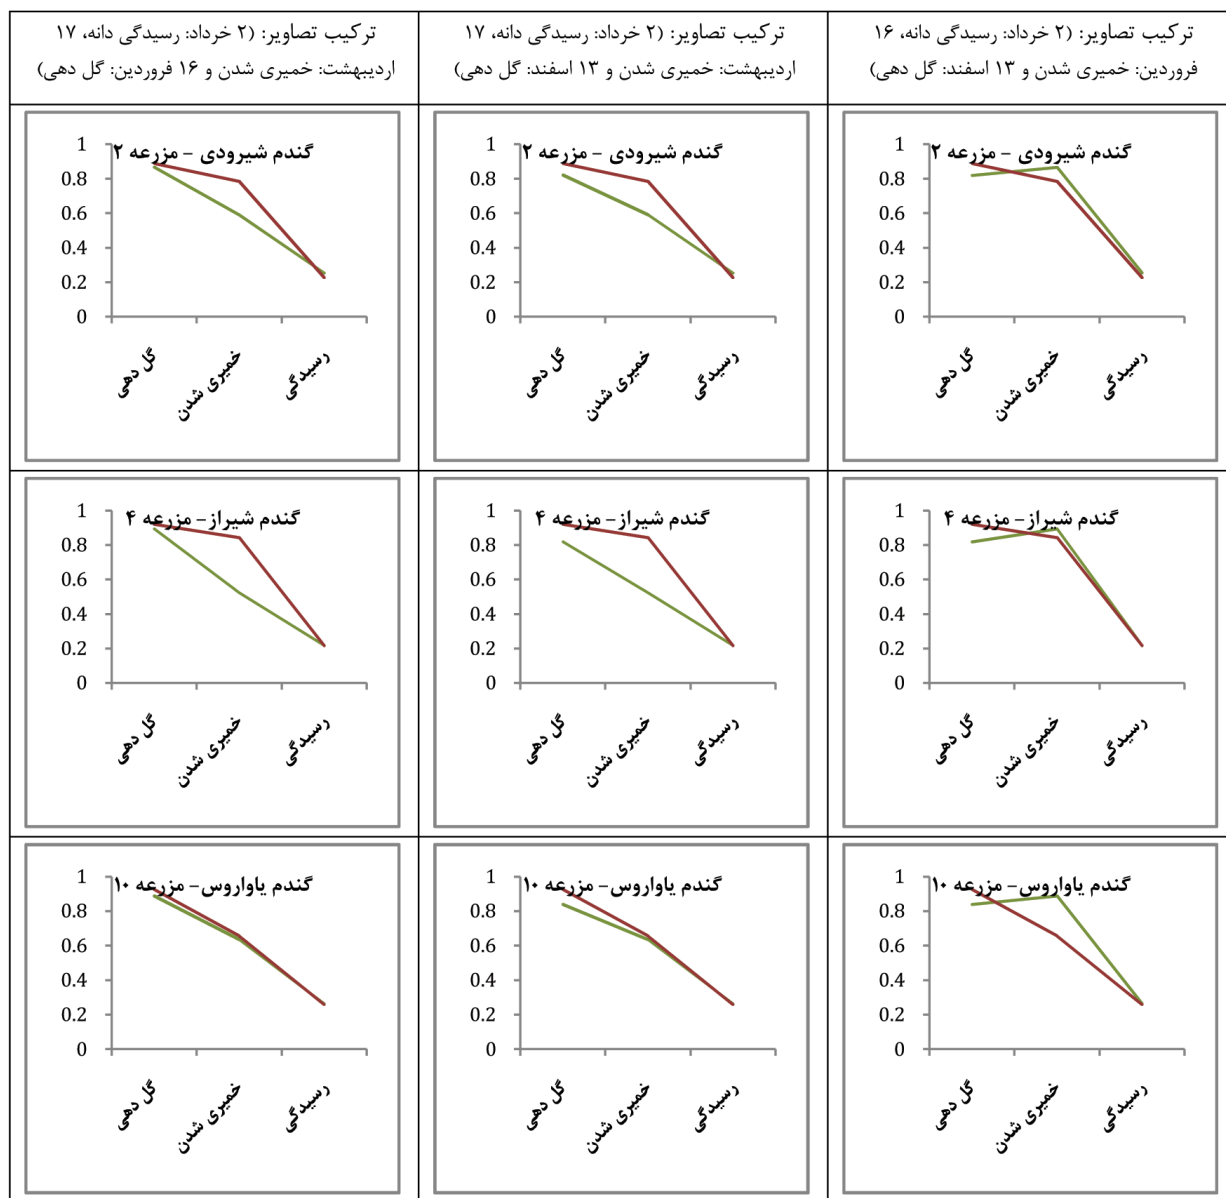 ترکیب تصاویر: (۲ خرداد: رسیدگی دانه، ۱۶
فروردین: خمیری شدن و ۱۳ اسفند: گل دهی)
ترکیب تصاویر: (۲ خرداد: رسیدگی دانه، ۱۷
اردیبهشت: خمیری شدن و ۱۳ اسفند: گل دهی)
ترکیب تصاویر: (۲ خرداد: رسیدگی دانه، ۱۷
اردیبهشت: خمیری شدن و ۱۶ فروردین: گل دهی)
گندم شیرودی - مزرعه ۲
1
0.8
0.6
0.4
0.2
0
گل دهی
خمیری شدن
رسیدگی
گندم شیرودی - مزرعه ۲
1
0.8
0.6
0.4
0.2
0
گل دهی
خمیری شدن
رسیدگی
گندم شیرودی - مزرعه ۲
1
0.8
0.6
0.4
0.2
0
گل دهی
خمیری شدن
رسیدگی
گندم شیراز- مزرعه ۴
1
0.8
0.6
0.4
0.2
0
گل دهی
خمیری شدن
رسیدگی
گندم شیراز- مزرعه ۴
1
0.8
0.6
0.4
0.2
0
گل دهی
خمیری شدن
رسیدگی
گندم شیراز- مزرعه ۴
1
0.8
0.6
0.4
0.2
0
گل دهی
خمیری شدن
رسیدگی
گندم یاواروس- مزرعه ۱۰
1
0.8
0.6
0.4
0.2
0
گل دهی
خمیری شدن
رسیدگی
گندم یاواروس- مزرعه ۱۰
1
0.8
0.6
0.4
0.2
0
گل دهی
خمیری شدن
رسیدگی
گندم یاواروس- مزرعه ۱۰
1
0.8
0.6
0.4
0.2
0
گل دهی
خمیری شدن
رسیدگی